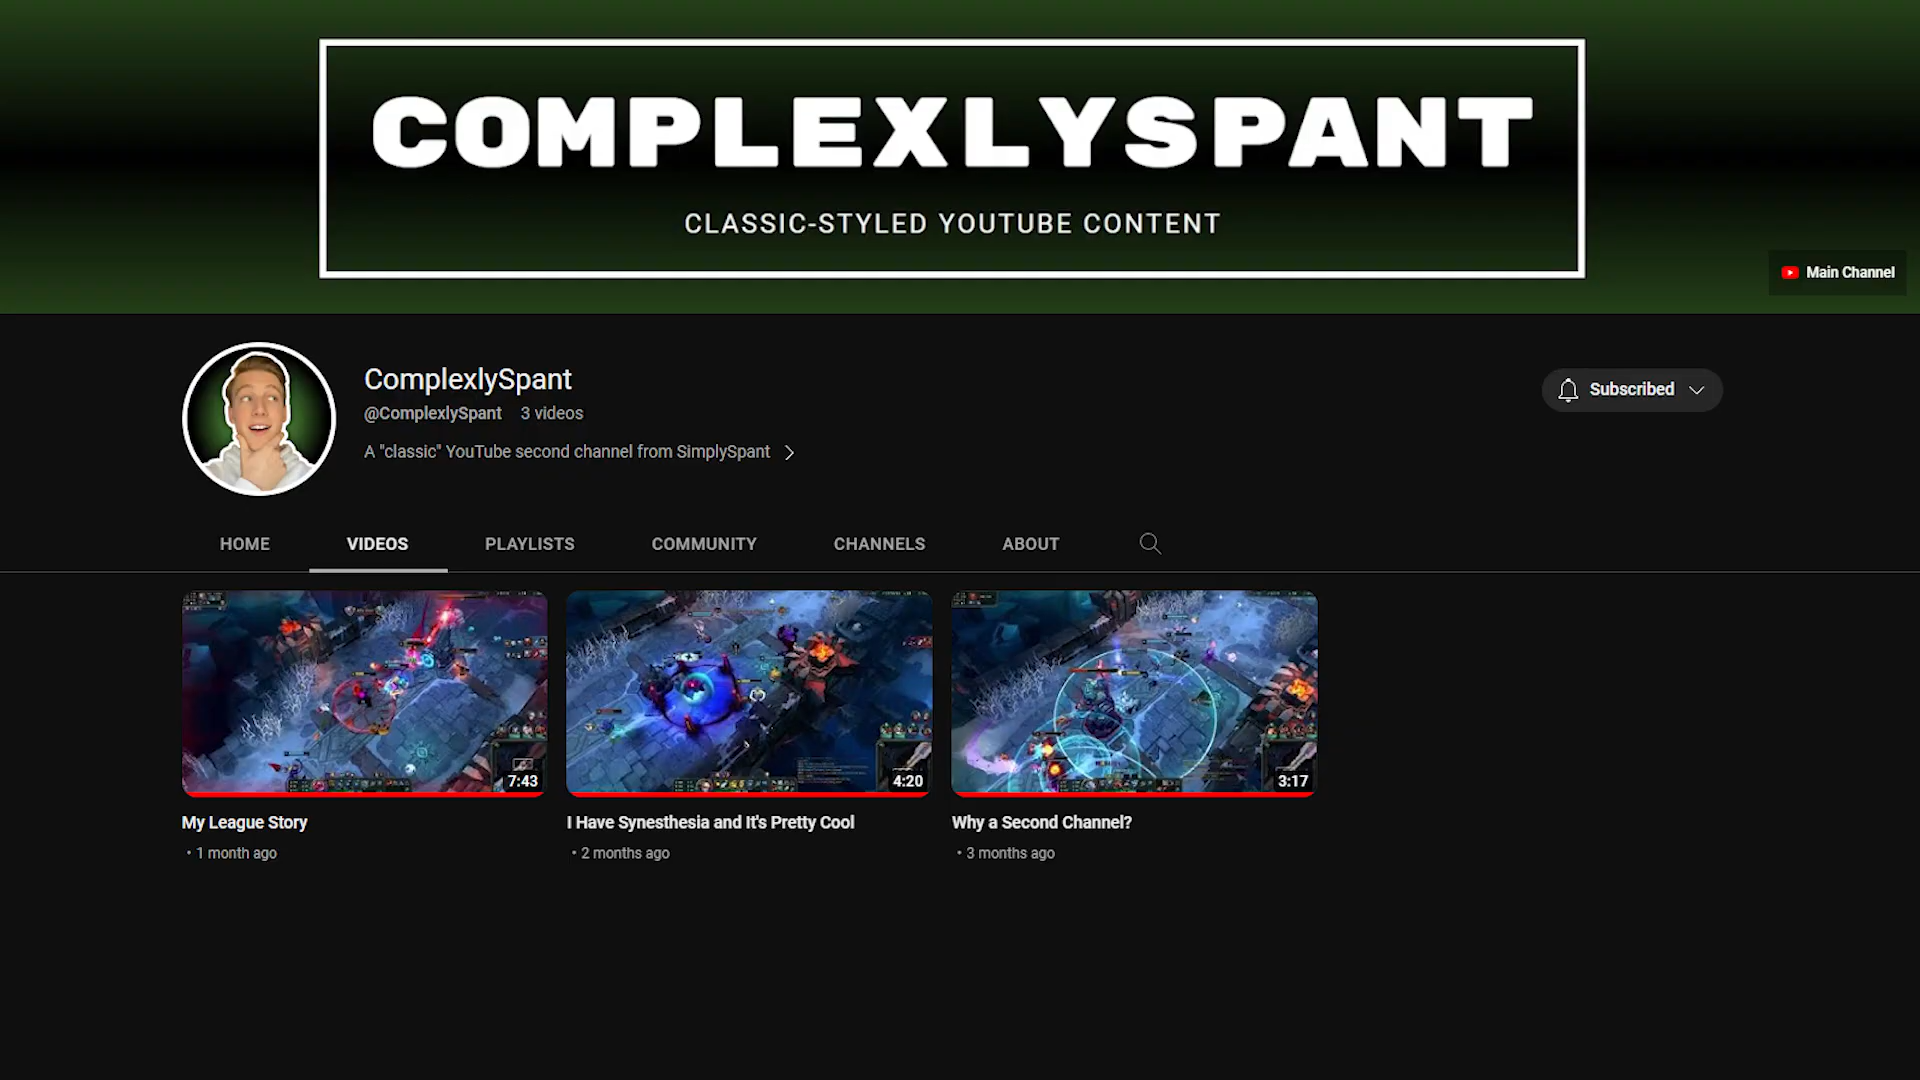 COMPLEXLYSPANT
CLASSIC-STYLED YOUTUBE CONTENT
Main Channel
ComplexlySpant
@ComplexlySpant 3 videos
A "classic" YouTube second channel from SimplySpant
Subscribed
HOME VIDEOS PLAYLISTS COMMUNITY CHANNELS ABOUT
7:43 4:20 3:17
My League Story I Have Synesthesia and It's Pretty Cool Why a Second Channel?
• 1 month ago • 2 months ago • 3 months ago